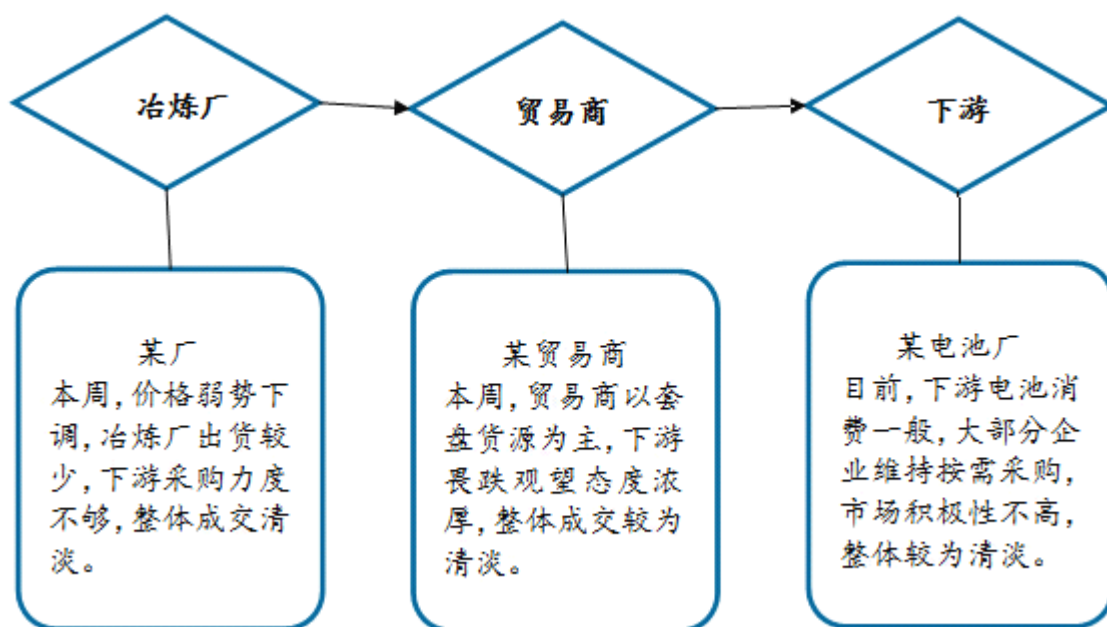 冶炼厂
贸易商
下游
某厂
本周,价格弱势下
调,冶炼厂出货较
少,下游采购力度
不够,整体成交清
淡。
某贸易商
本周,贸易商以套
盘货源为主,下游
畏跌观望态度浓
厚,整体成交较为
清淡。
某电池厂
目前,下游电池消
费一般,大部分企
业维持按需采购,
市场积极性不高,
整体较为清淡。